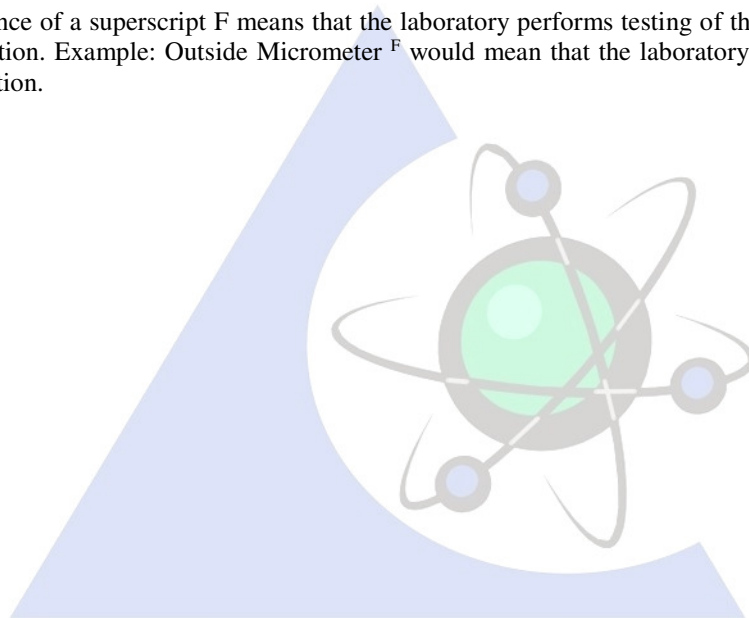 nce of a superscript F means that the laboratory performs testing of th
tion. Example: Outside Micrometer F would mean that the laboratory
tion.